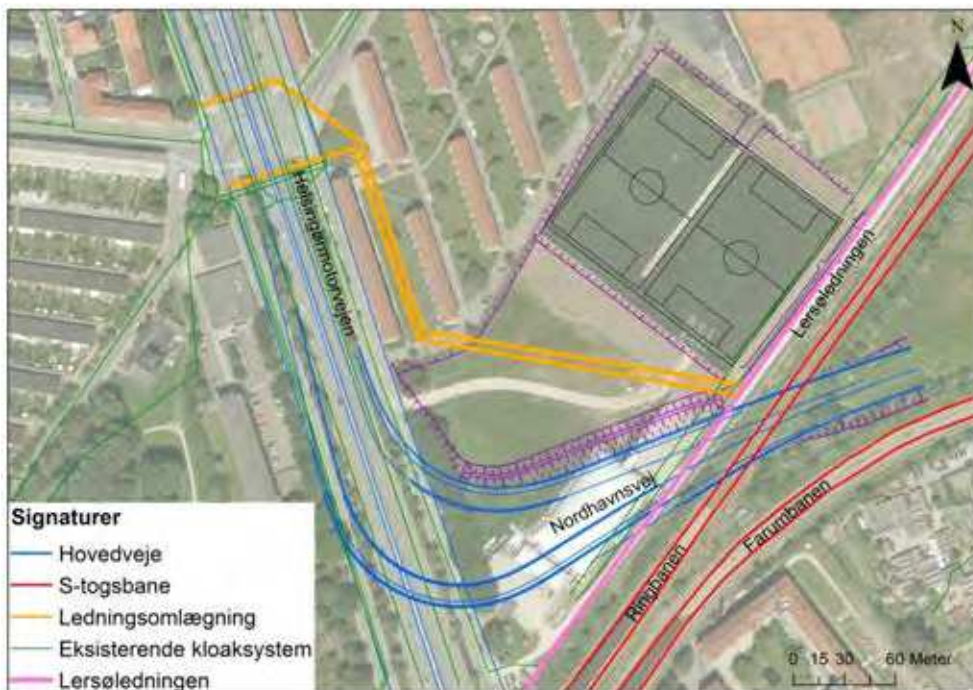 N
Helsingørmotorvejen
Lersøledningen
Nordhavnsvej
Ringbanen
Farumbanen
Signaturer
Hovedveje
S-togsbane
Ledningsomlægning
Eksisterende kloaksystem
Lersøledningen
0 15 30 60 Meter